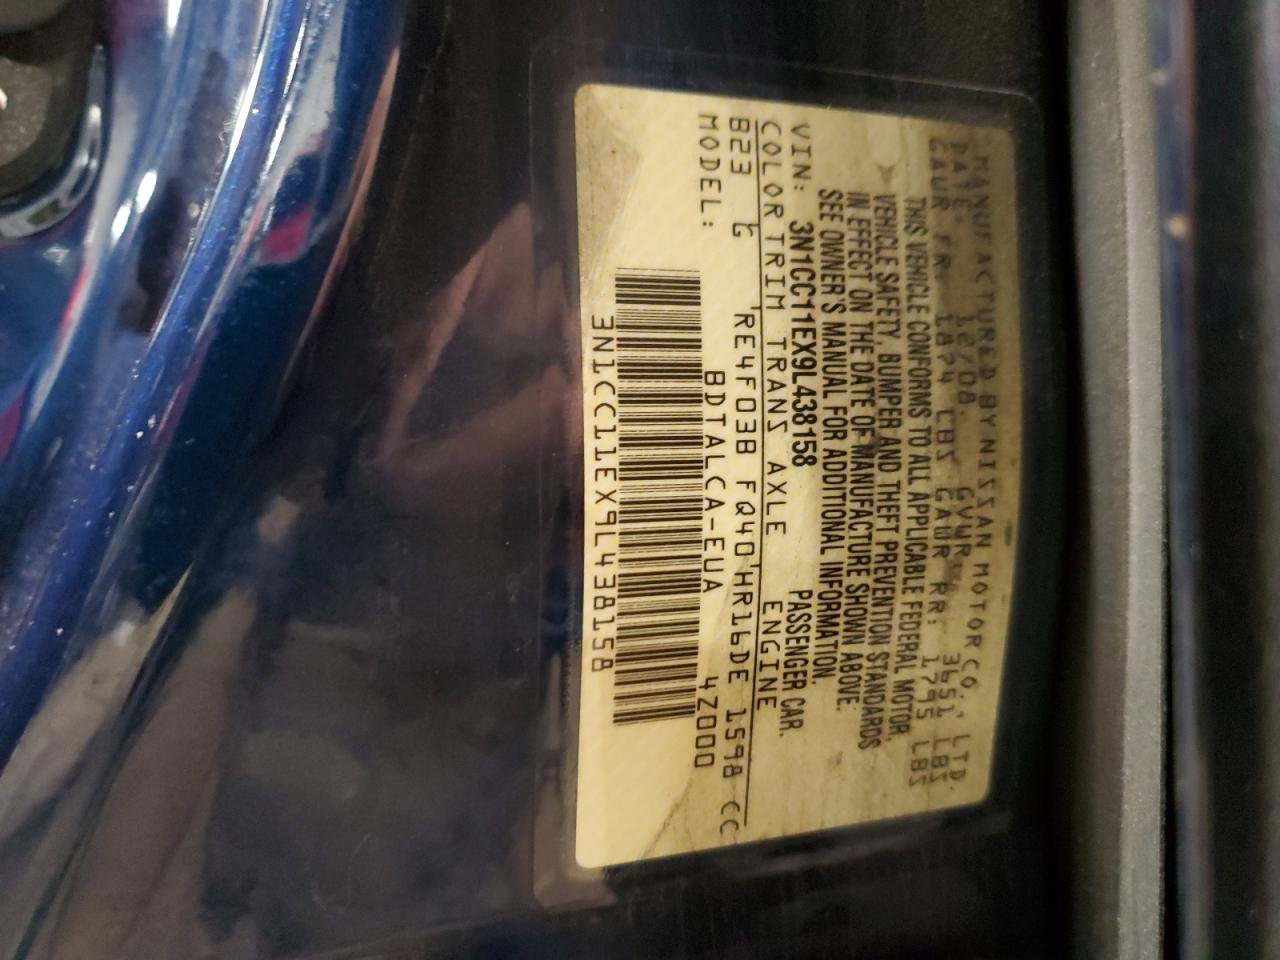 MANUFACTURED BY NISSAN MOTOR CO., LTD.
DATE: 12/08. GVWR: 3651 LBS
GAWR FR: 1874 LBS GAWR RR: 1795 LBS
THIS VEHICLE CONFORMS TO ALL APPLICABLE FEDERAL MOTOR
VEHICLE SAFETY, BUMPER AND THEFT PREVENTION STANDARDS
IN EFFECT ON THE DATE OF MANUFACTURE SHOWN ABOVE.
SEE OWNER'S MANUAL FOR ADDITIONAL INFORMATION.
VIN: 3N1CC11EX9L438158 PASSENGER CAR.
COLOR TRIM TRANS AXLE ENGINE
B23 G RE4F03B FQ40 HR16DE 1598 CC
MODEL: BDTALCA-EUA 4Z000
3N1CC11EX9L438158